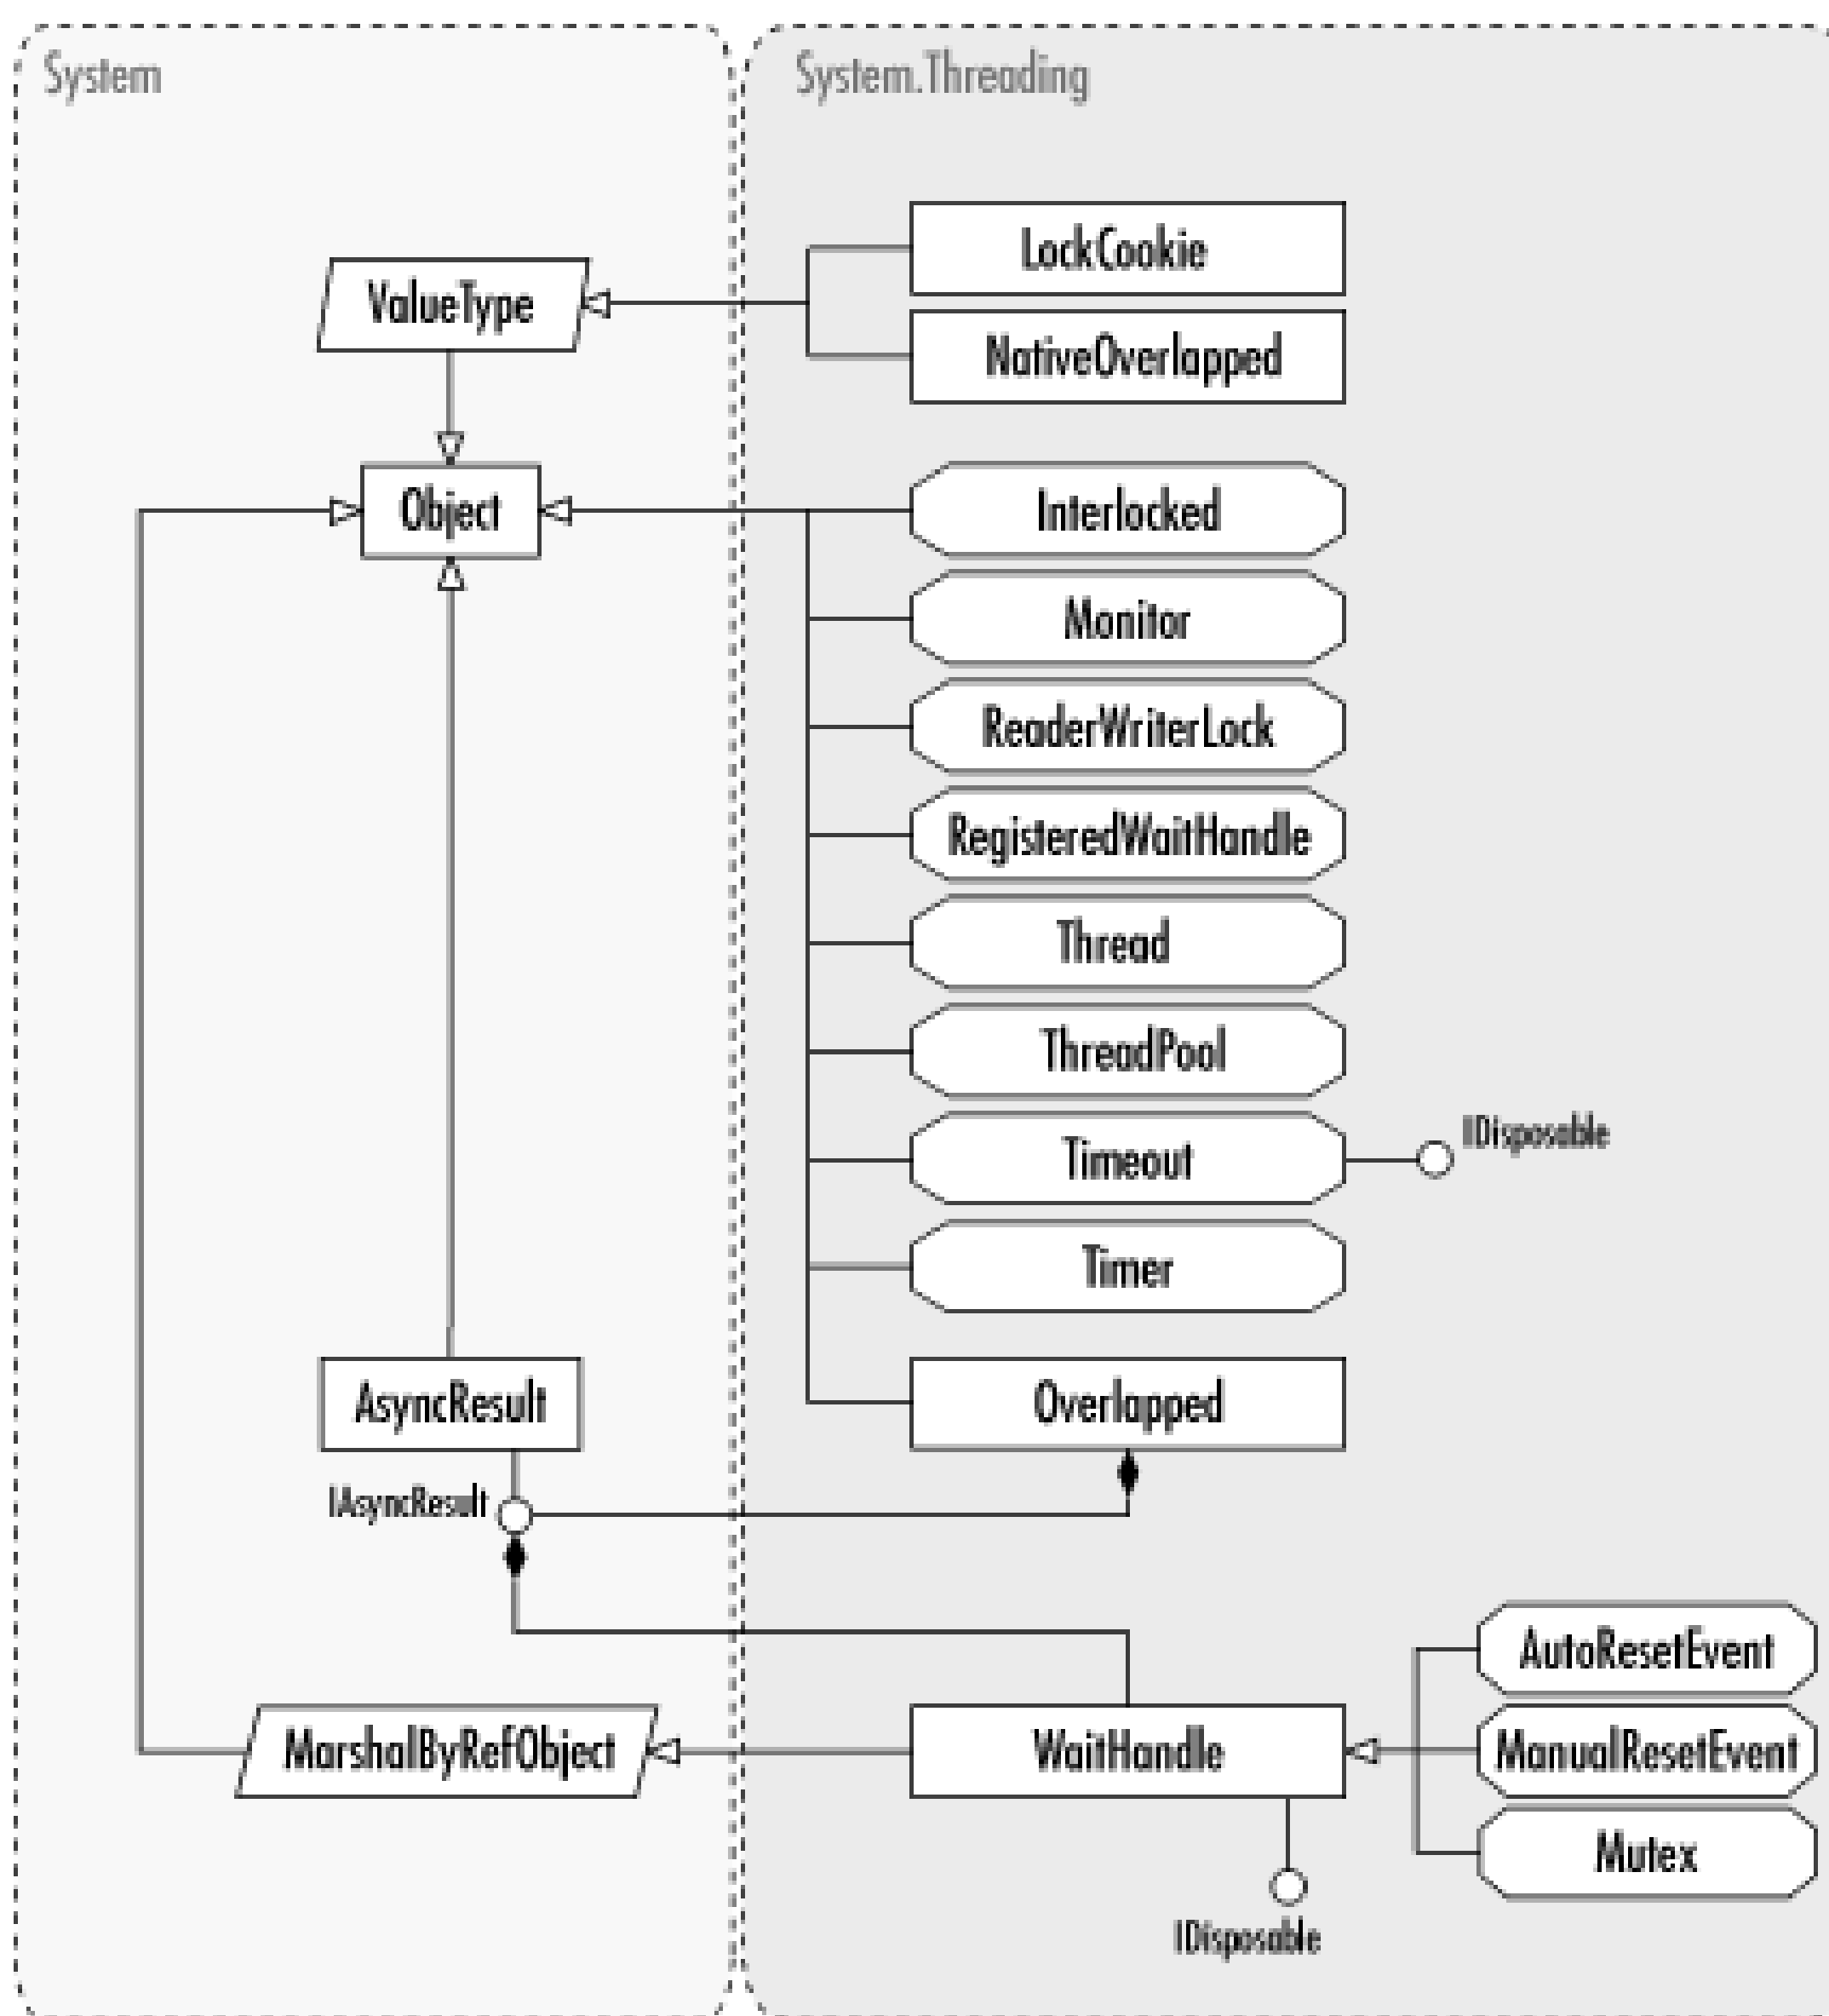 System
System.Threading
LockCookie
ValueType
NativeOverlapped
Object
Interlocked
Monitor
ReaderWriterLock
RegisteredWaitHandle
Thread
ThreadPool
Timeout
IDisposable
Timer
AsyncResult
Overlapped
IAsyncResult
AutoResetEvent
MarshalByRefObject
WaitHandle
ManualResetEvent
Mutex
IDisposable